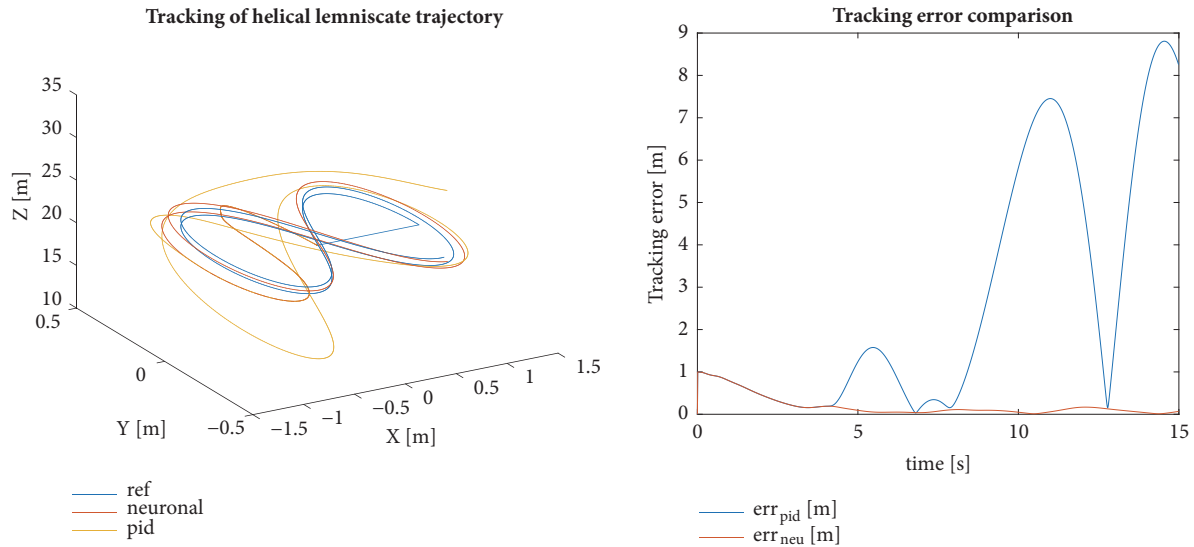 Tracking of helical lemniscate trajectory
35
30
25
20
15
10
Z [m]
0.5
0
−0.5
Y [m]
−1.5
−1
−0.5
0
0.5
1
1.5
X [m]
ref
neuronal
pid
Tracking error comparison
9
8
7
6
5
4
3
2
1
0
Tracking error [m]
0 5 10 15
time [s]
err_pid [m]
err_neu [m]